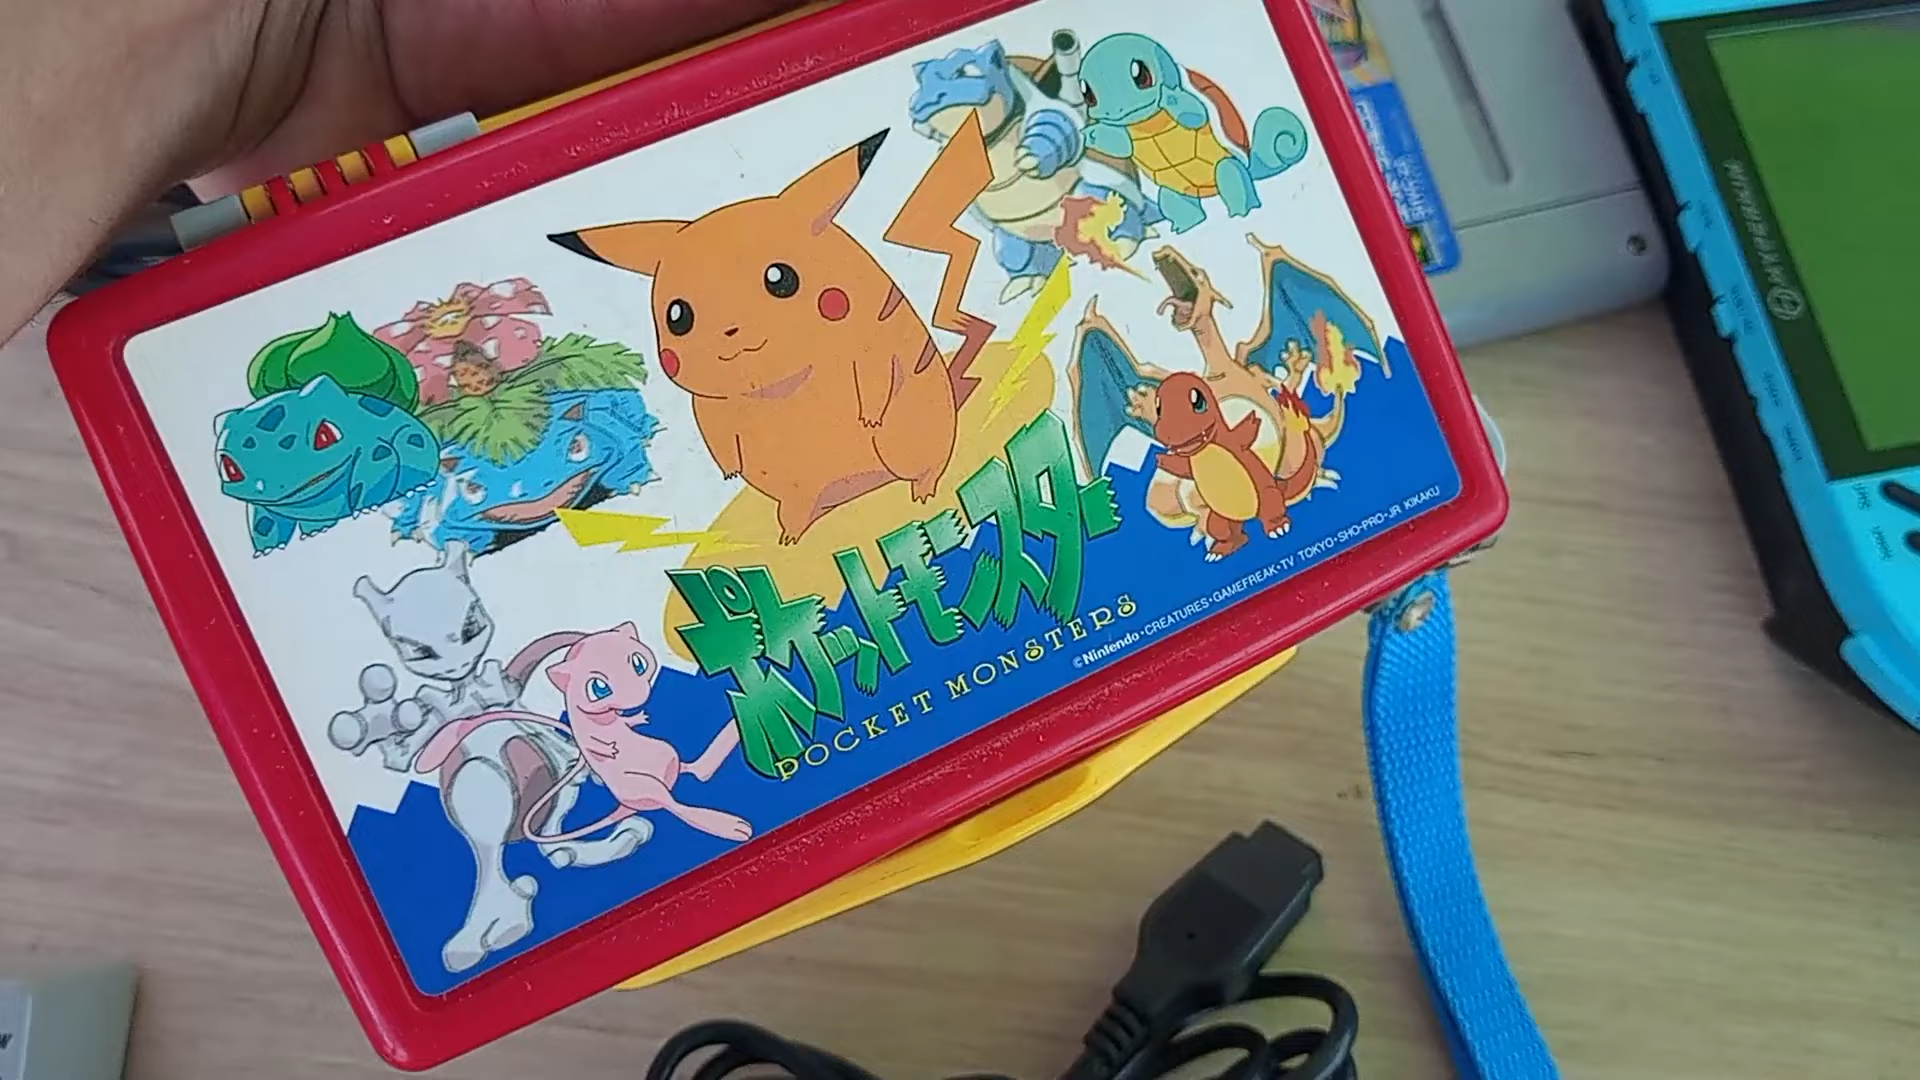 ポケットモンスター
POCKET MONSTERS
©Nintendo・CREATURES・GAMEFREAK・TV TOKYO・SHO-PRO・JR KIKAKU